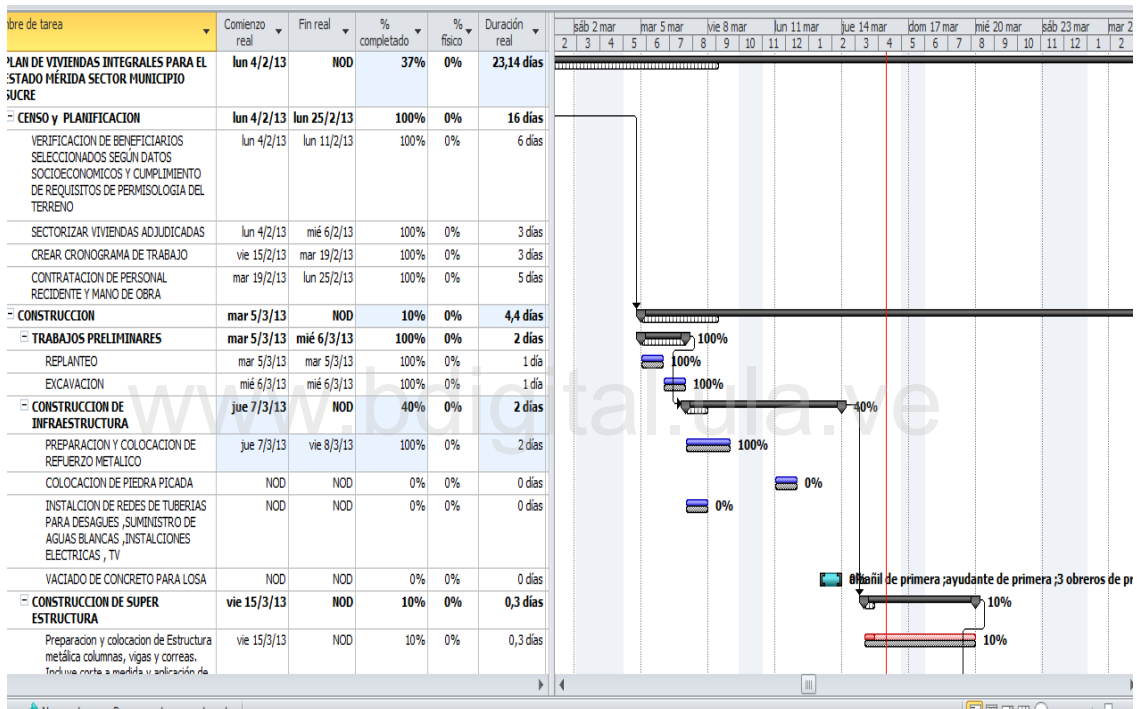 nbre de tarea Comienzo real Fin real % completado % físico Duración real
sáb 2 mar mar 5 mar vie 8 mar lun 11 mar jue 14 mar dom 17 mar mié 20 mar sáb 23 mar mar 2
2 3 4 5 6 7 8 9 10 11 12 1 2 3 4 5 6 7 8 9 10 11 12 1 2
PLAN DE VIVIENDAS INTEGRALES PARA EL lun 4/2/13 NOD 37% 0% 23,14 días
ESTADO MÉRIDA SECTOR MUNICIPIO
SUCRE
CENSO y PLANIFICACION lun 4/2/13 lun 25/2/13 100% 0% 16 días
VERIFICACION DE BENEFICIARIOS lun 4/2/13 lun 11/2/13 100% 0% 6 días
SELECCIONADOS SEGÚN DATOS
SOCIOECONOMICOS Y CUMPLIMIENTO
DE REQUISITOS DE PERMISOLOGIA DEL
TERRENO
SECTORIZAR VIVIENDAS ADJUDICADAS lun 4/2/13 mié 6/2/13 100% 0% 3 días
CREAR CRONOGRAMA DE TRABAJO vie 15/2/13 mar 19/2/13 100% 0% 3 días
CONTRATACION DE PERSONAL mar 19/2/13 lun 25/2/13 100% 0% 5 días
RECIDENTE Y MANO DE OBRA
CONSTRUCCION mar 5/3/13 NOD 10% 0% 4,4 días
TRABAJOS PRELIMINARES mar 5/3/13 mié 6/3/13 100% 0% 2 días 100%
REPLANTEO mar 5/3/13 mar 5/3/13 100% 0% 1 día 100%
EXCAVACION mié 6/3/13 mié 6/3/13 100% 0% 1 día 100%
www.bdigital.ula.ve
CONSTRUCCION DE jue 7/3/13 NOD 40% 0% 2 días 40%
INFRAESTRUCTURA
PREPARACION Y COLOCACION DE jue 7/3/13 vie 8/3/13 100% 0% 2 días 100%
REFUERZO METALICO
COLOCACION DE PIEDRA PICADA NOD NOD 0% 0% 0 días 0%
INSTALCION DE REDES DE TUBERIAS NOD NOD 0% 0% 0 días 0%
PARA DESAGUES ,SUMINISTRO DE
AGUAS BLANCAS ,INSTALCIONES
ELECTRICAS , TV
VACIADO DE CONCRETO PARA LOSA NOD NOD 0% 0% 0 días 0% de primera ;ayudante de primera ;3 obreros de pr
CONSTRUCCION DE SUPER vie 15/3/13 NOD 10% 0% 0,3 días 10%
ESTRUCTURA
Preparacion y colocacion de Estructura vie 15/3/13 NOD 10% 0% 0,3 días 10%
metálica columnas, vigas y correas.
Incluye corte a medida y aplicación de